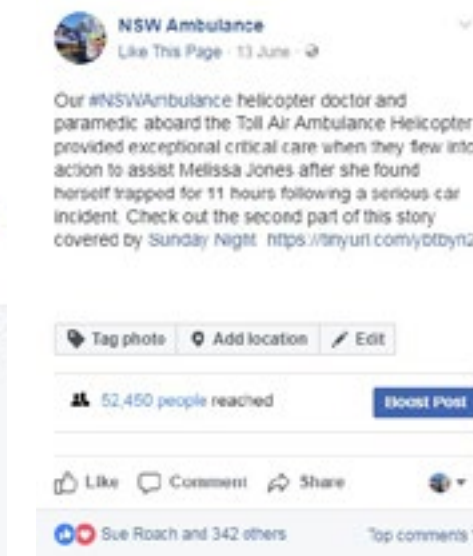 NSW Ambulance
Like This Page · 13 June ·
Our #NSWAmbulance helicopter doctor and
paramedic aboard the Toll Air Ambulance Helicopter
provided exceptional critical care when they flew into
action to assist Melissa Jones after she found
herself trapped for 11 hours following a serious car
incident. Check out the second part of this story
covered by Sunday Night
Tag photo Add location Edit
52,450 people reached Boost Post
Like Comment Share
Sue Roach and 342 others Top comments